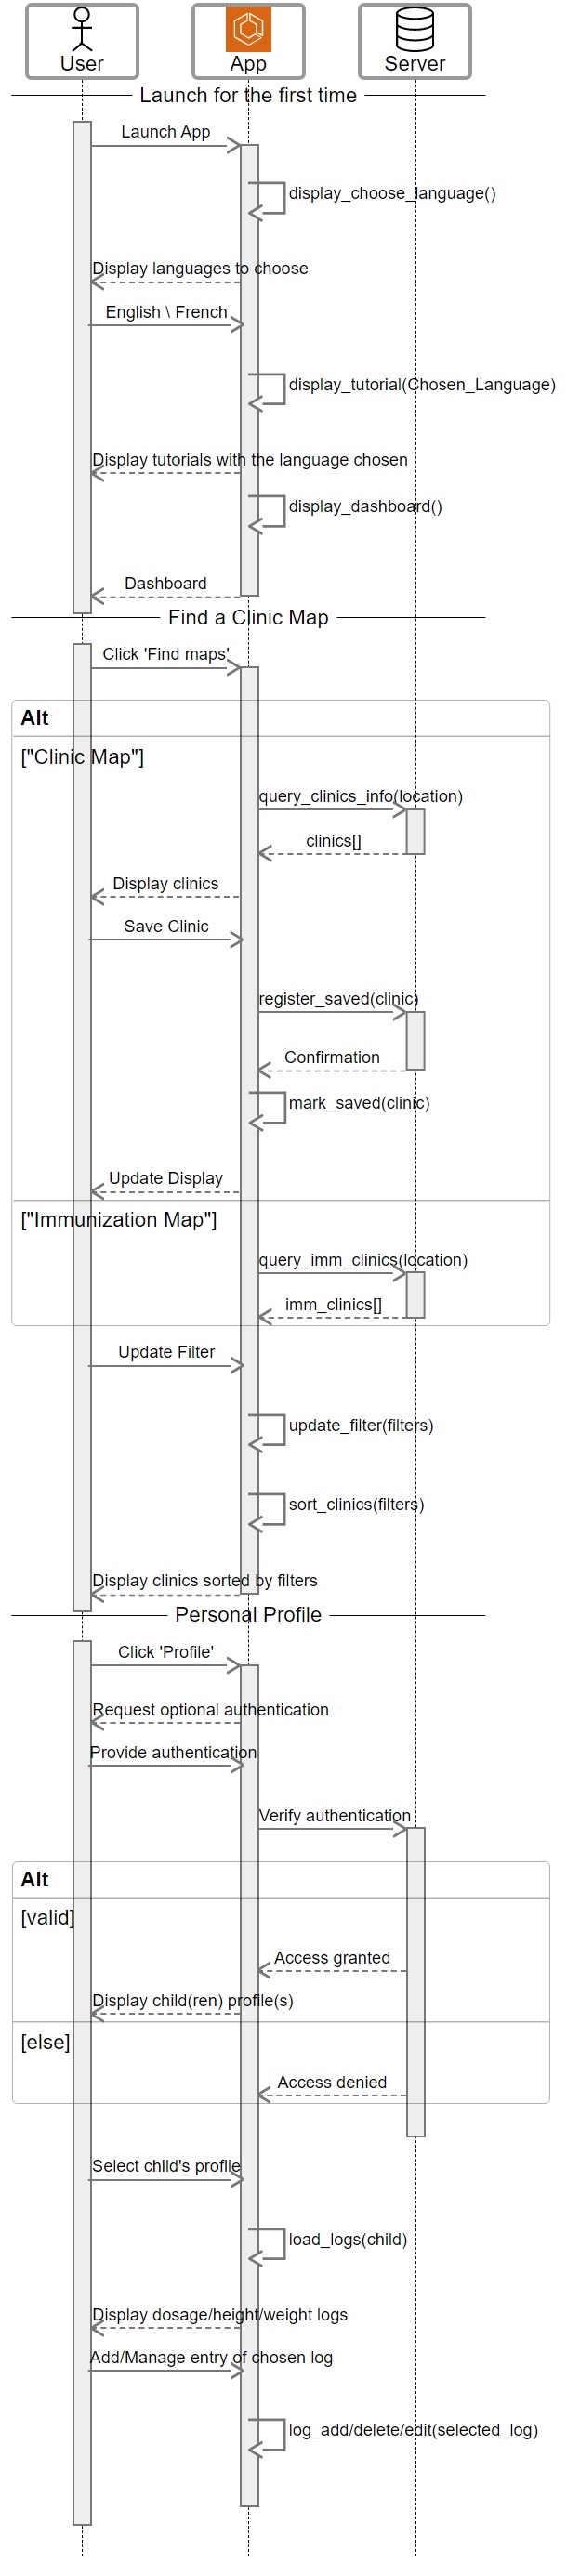 User
App
Server
Launch for the first time
Launch App
display_choose_language()
Display languages to choose
English \ French
display_tutorial(Chosen_Language)
Display tutorials with the language chosen
display_dashboard()
Dashboard
Find a Clinic Map
Click 'Find maps'
Alt
["Clinic Map"]
query_clinics_info(location)
clinics[]
Display clinics
Save Clinic
register_saved(clinic)
Confirmation
mark_saved(clinic)
Update Display
["Immunization Map"]
query_imm_clinics(location)
imm_clinics[]
Update Filter
update_filter(filters)
sort_clinics(filters)
Display clinics sorted by filters
Personal Profile
Click 'Profile'
Request optional authentication
Provide authentication
Verify authentication
Alt
[valid]
Access granted
Display child(ren) profile(s)
[else]
Access denied
Select child's profile
load_logs(child)
Display dosage/height/weight logs
Add/Manage entry of chosen log
log_add/delete/edit(selected_log)